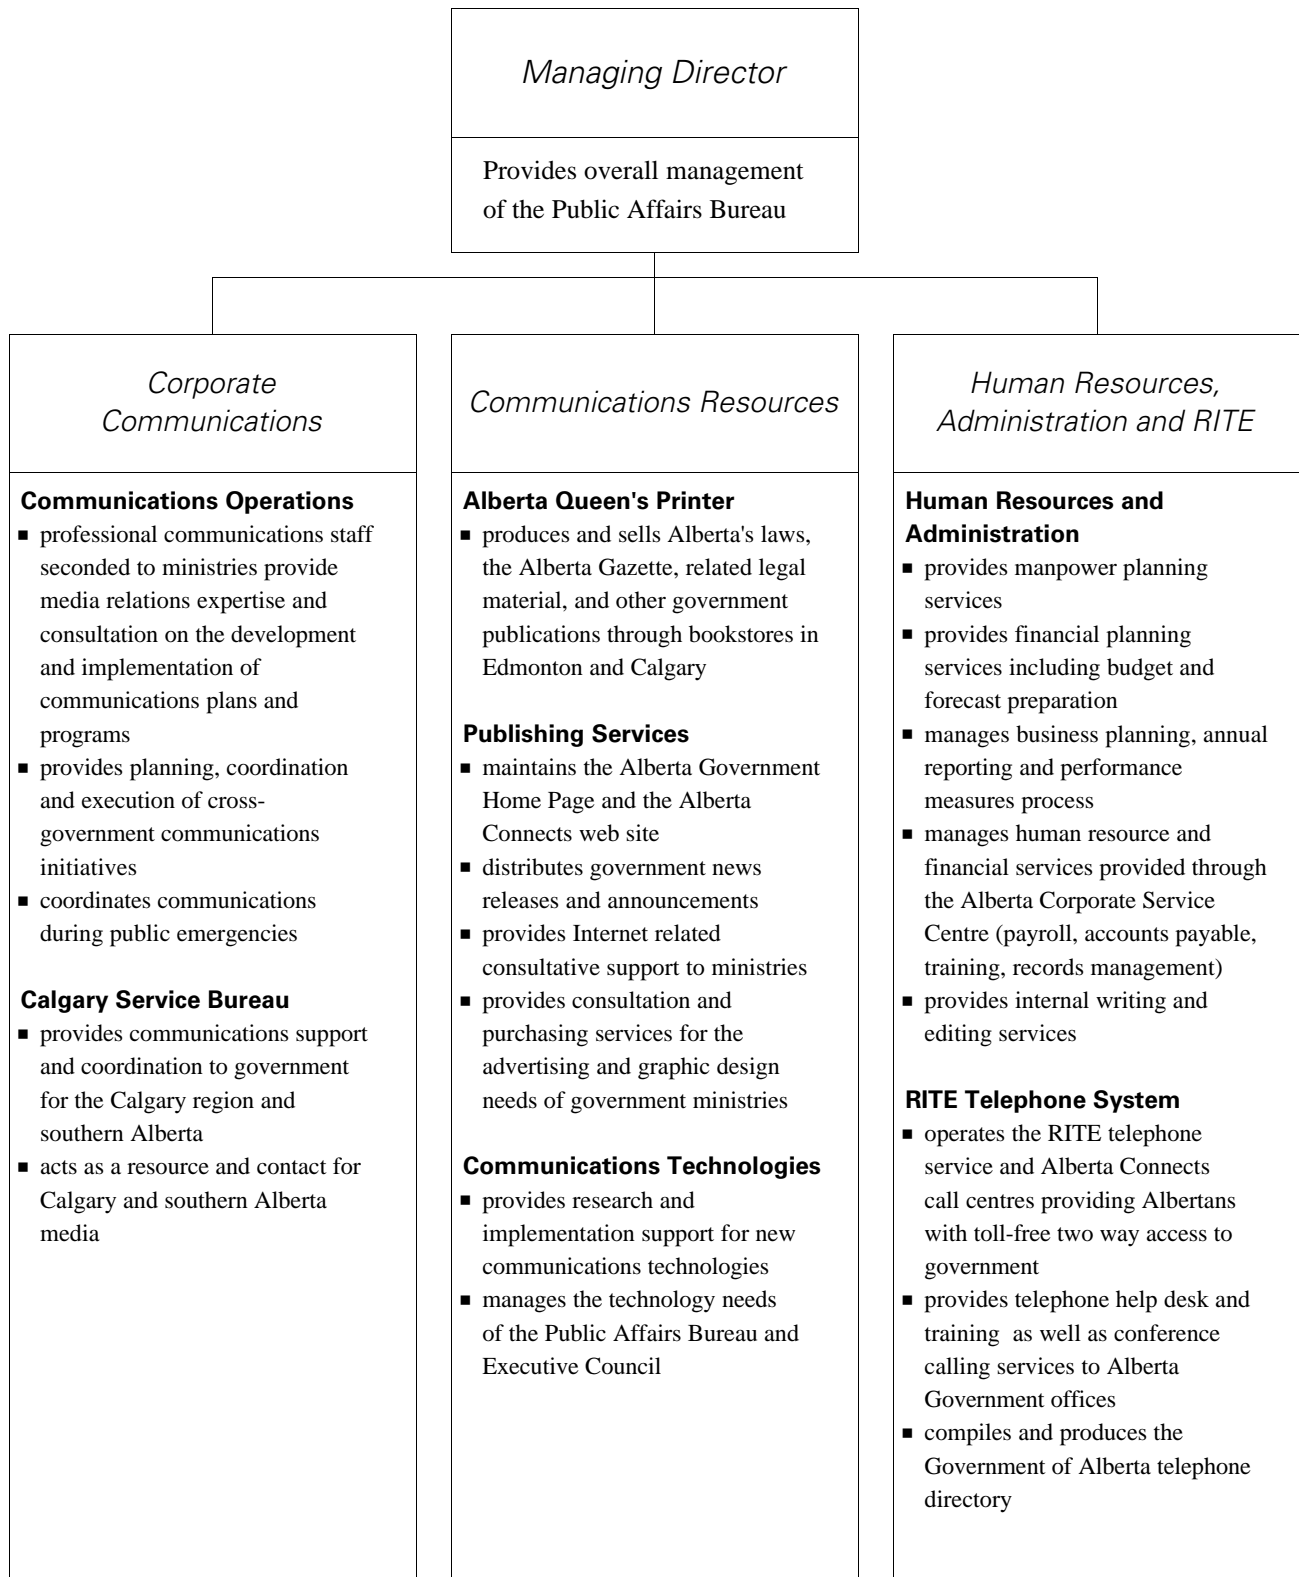 Managing Director
Provides overall management
of the Public Affairs Bureau
Corporate
Communications
Communications Operations
■ professional communications staff
seconded to ministries provide
media relations expertise and
consultation on the development
and implementation of
communications plans and
programs
■ provides planning, coordination
and execution of cross-
government communications
initiatives
■ coordinates communications
during public emergencies
Calgary Service Bureau
■ provides communications support
and coordination to government
for the Calgary region and
southern Alberta
■ acts as a resource and contact for
Calgary and southern Alberta
media
Communications Resources
Alberta Queen's Printer
■ produces and sells Alberta's laws,
the Alberta Gazette, related legal
material, and other government
publications through bookstores in
Edmonton and Calgary
Publishing Services
■ maintains the Alberta Government
Home Page and the Alberta
Connects web site
■ distributes government news
releases and announcements
■ provides Internet related
consultative support to ministries
■ provides consultation and
purchasing services for the
advertising and graphic design
needs of government ministries
Communications Technologies
■ provides research and
implementation support for new
communications technologies
■ manages the technology needs
of the Public Affairs Bureau and
Executive Council
Human Resources,
Administration and RITE
Human Resources and
Administration
■ provides manpower planning
services
■ provides financial planning
services including budget and
forecast preparation
■ manages business planning, annual
reporting and performance
measures process
■ manages human resource and
financial services provided through
the Alberta Corporate Service
Centre (payroll, accounts payable,
training, records management)
■ provides internal writing and
editing services
RITE Telephone System
■ operates the RITE telephone
service and Alberta Connects
call centres providing Albertans
with toll-free two way access to
government
■ provides telephone help desk and
training  as well as conference
calling services to Alberta
Government offices
■ compiles and produces the
Government of Alberta telephone
directory